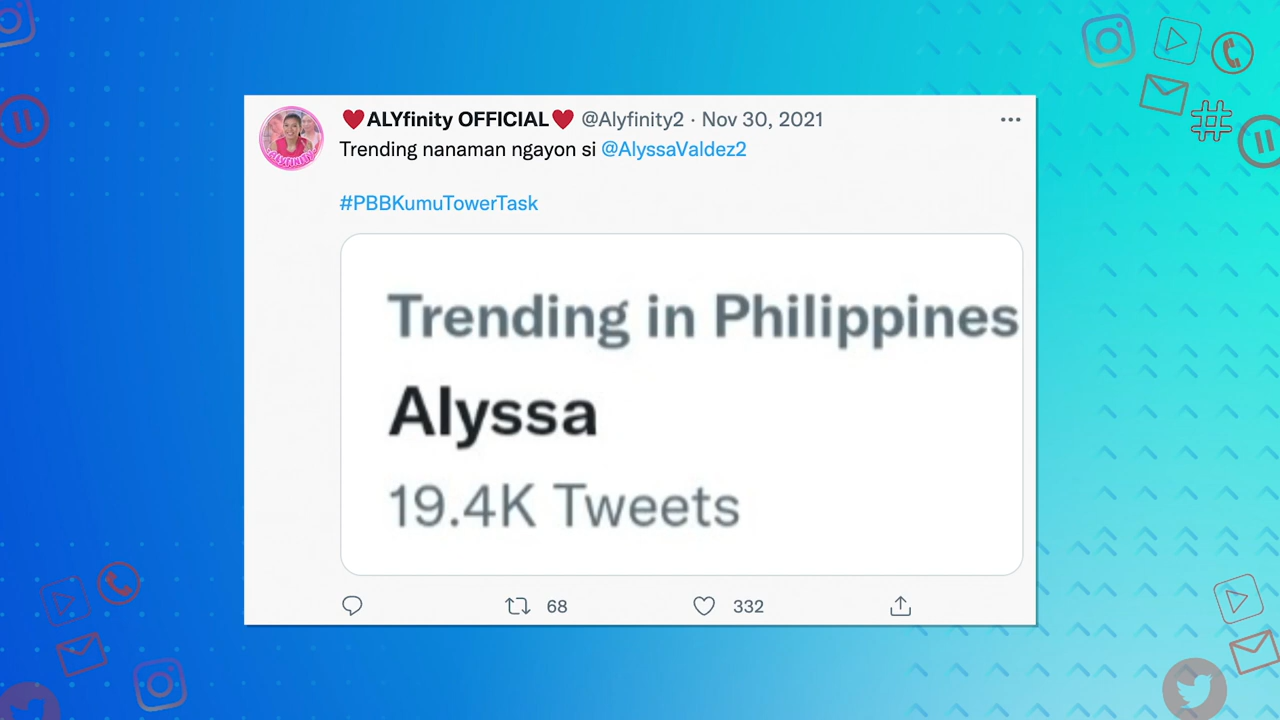 ❤️ALYfinity OFFICIAL❤️ @Alyfinity2 · Nov 30, 2021
Trending nanaman ngayon si @AlyssaValdez2
#PBBKumuTowerTask
Trending in Philippines
Alyssa
19.4K Tweets
68 332